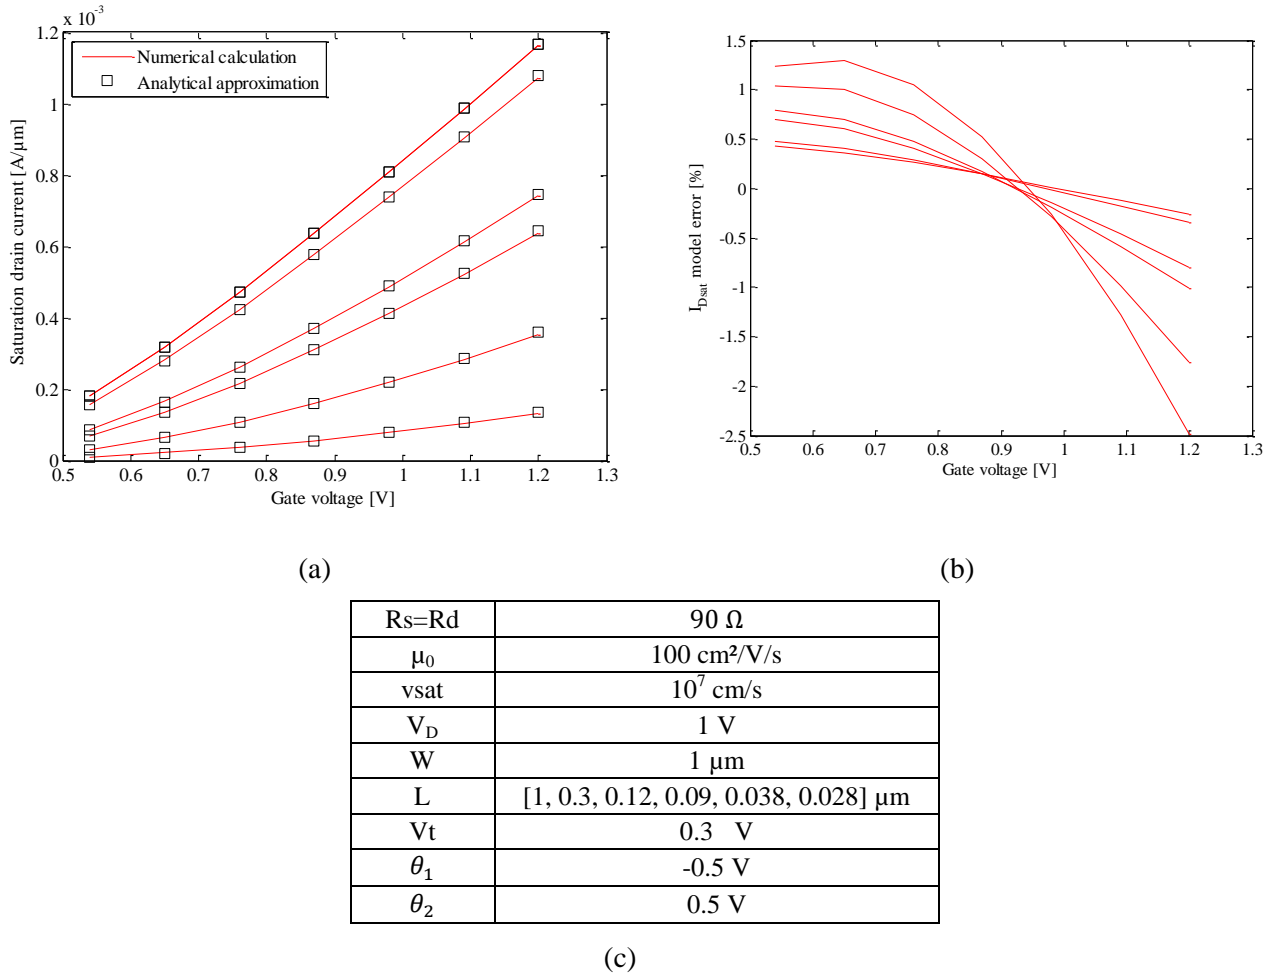 x 10^-3
1.2
1
0.8
0.6
0.4
0.2
0
Saturation drain current [A/µm]
Numerical calculation
Analytical approximation
0.5 0.6 0.7 0.8 0.9 1 1.1 1.2 1.3
Gate voltage [V]
(a)
1.5
1
0.5
0
-0.5
-1
-1.5
-2
-2.5
I_Dsat model error [%]
0.5 0.6 0.7 0.8 0.9 1 1.1 1.2 1.3
Gate voltage [V]
(b)
Rs=Rd 90 Ω
µ₀ 100 cm²/V/s
vsat 10⁷ cm/s
V_D 1 V
W 1 µm
L [1, 0.3, 0.12, 0.09, 0.038, 0.028] µm
Vt 0.3 V
θ₁ -0.5 V
θ₂ 0.5 V
(c)